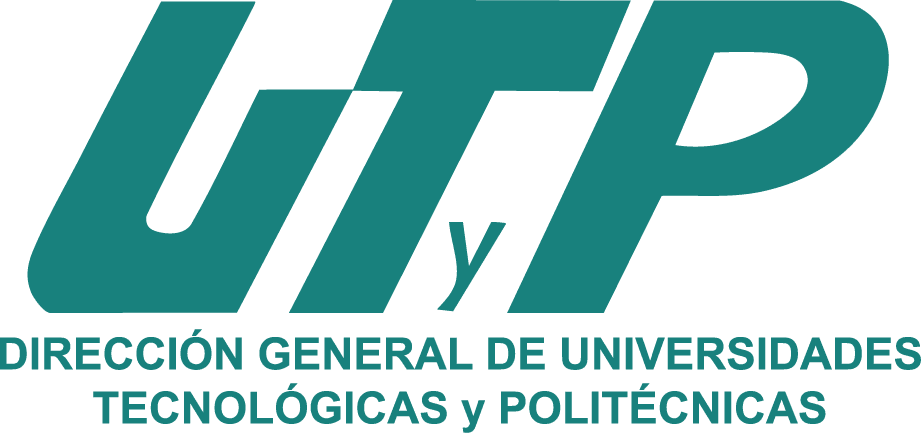 UTyP
DIRECCIÓN GENERAL DE UNIVERSIDADES
TECNOLÓGICAS y POLITÉCNICAS